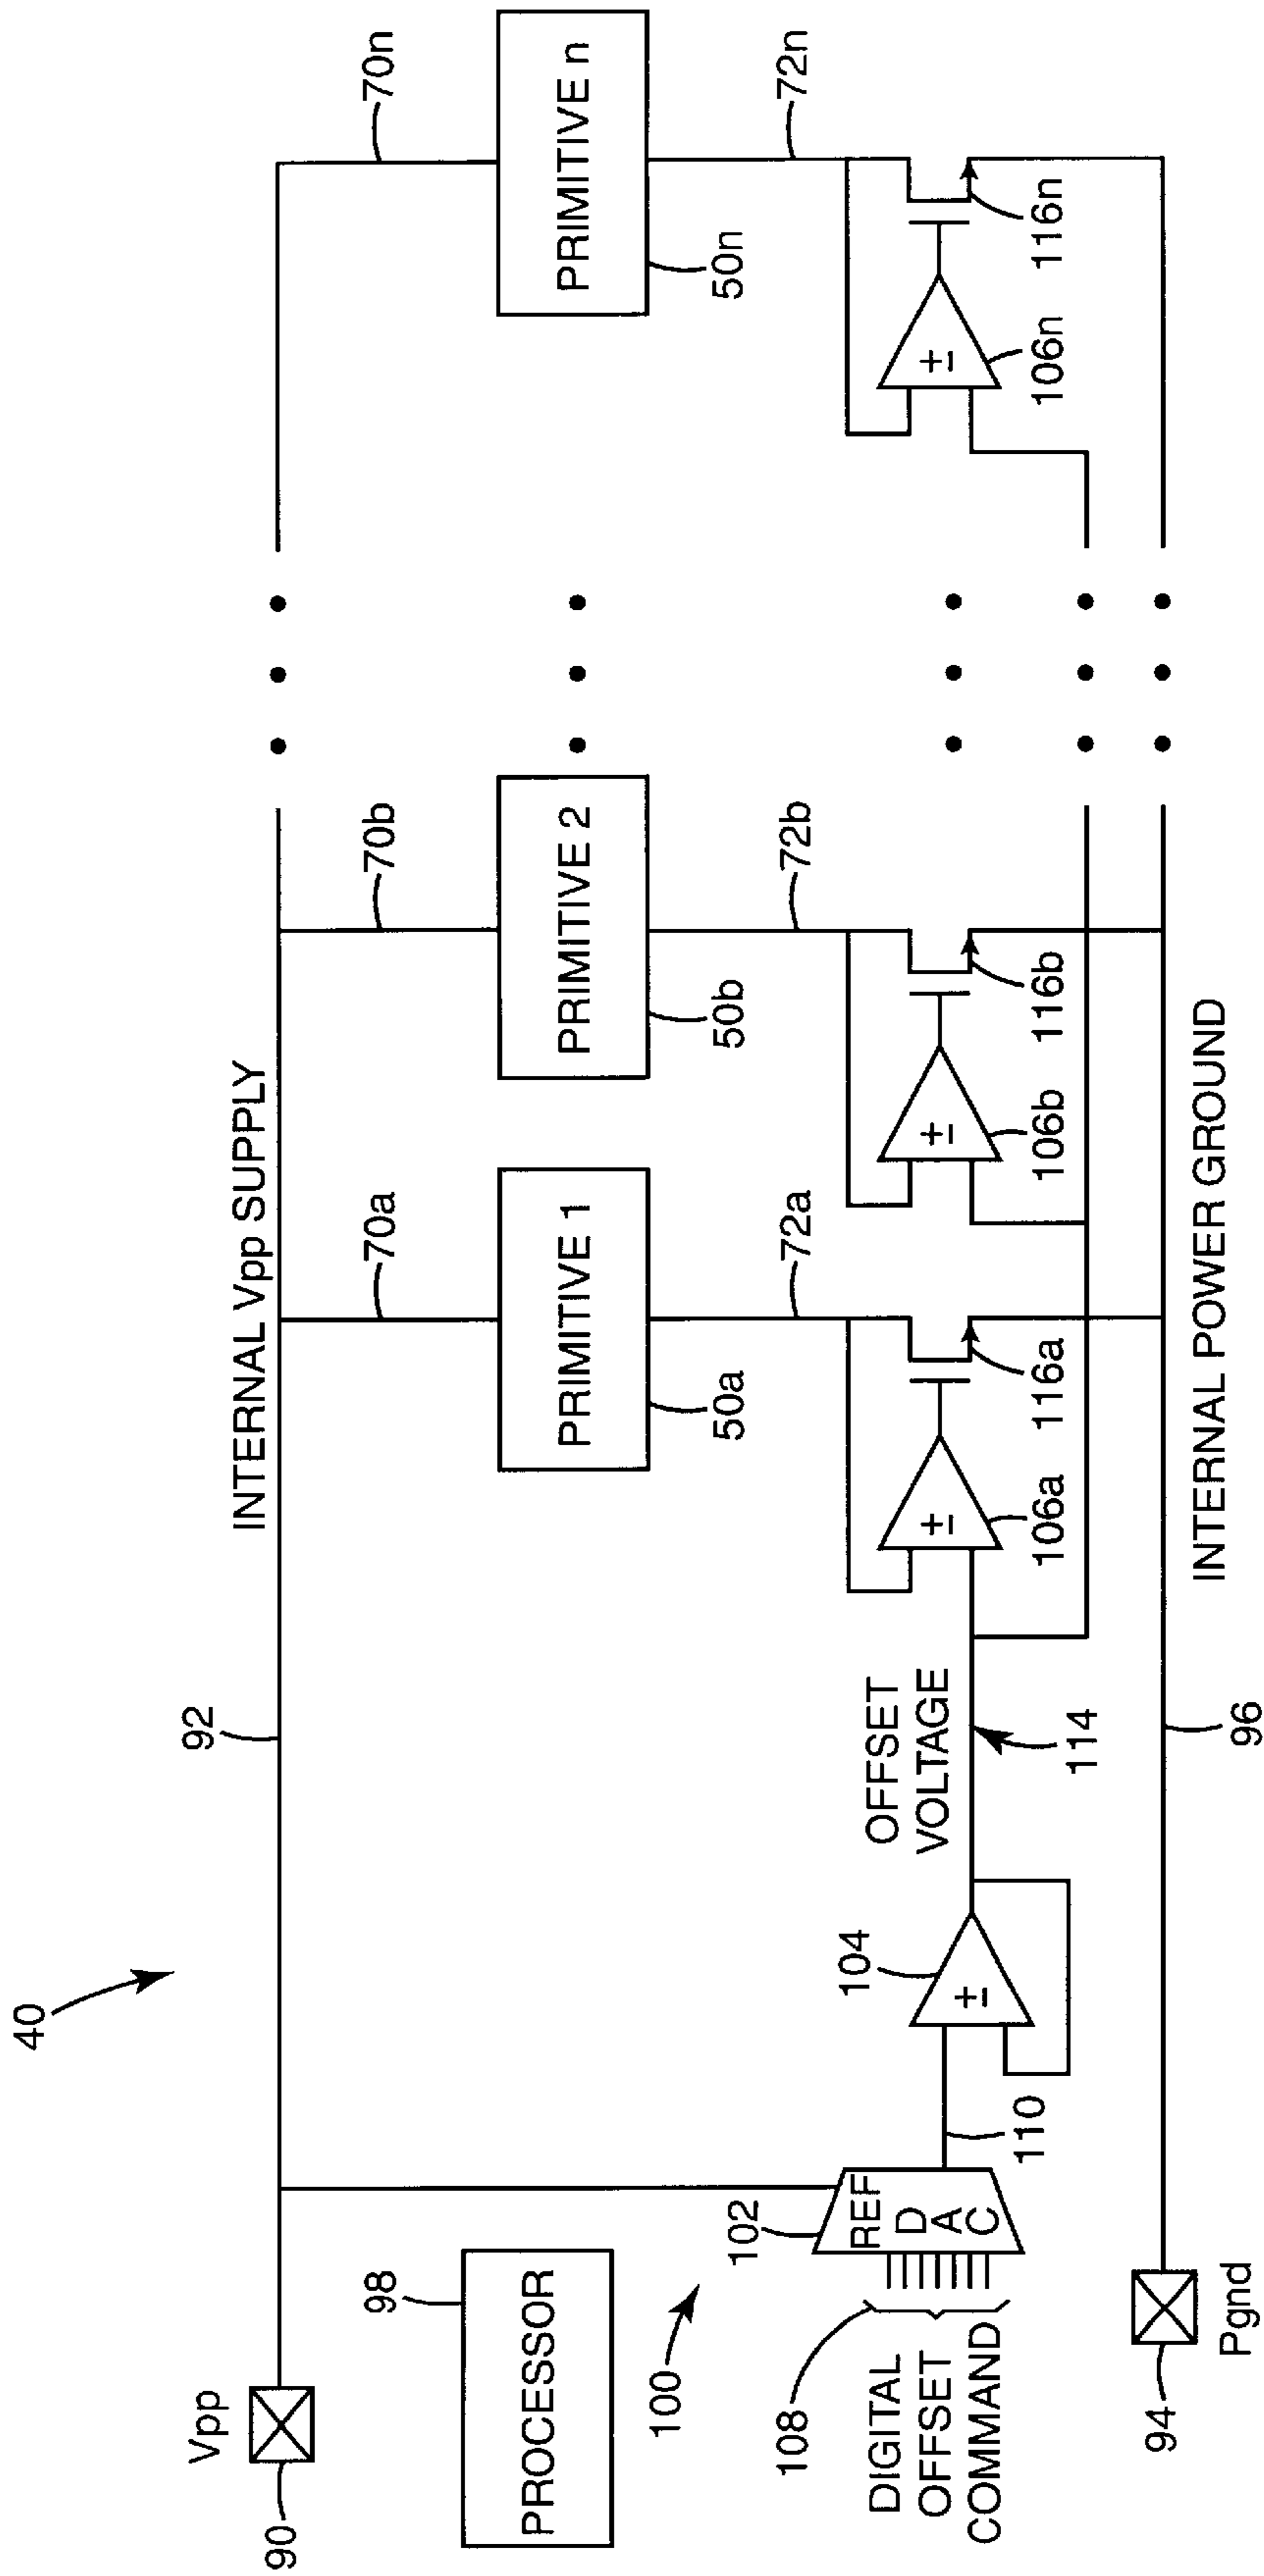 40
90
Vpp
92
INTERNAL Vpp SUPPLY
70a
70b
70n
PROCESSOR
98
PRIMITIVE 1
50a
PRIMITIVE 2
50b
PRIMITIVE n
50n
72a
72b
72n
100
102
REF
D
A
C
108
DIGITAL
OFFSET
COMMAND
110
104
±
OFFSET
VOLTAGE
114
±
106a
116a
±
106b
116b
±
106n
116n
94
Pgnd
96
INTERNAL POWER GROUND